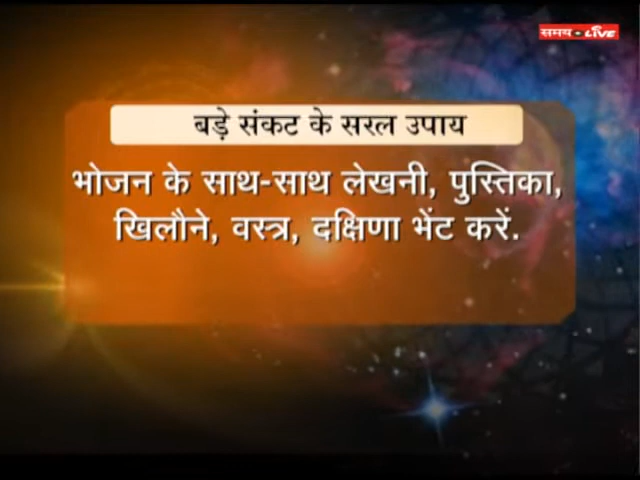 समय LIVE
बड़े संकट के सरल उपाय
भोजन के साथ-साथ लेखनी, पुस्तिका,
खिलौने, वस्त्र, दक्षिणा भेंट करें.